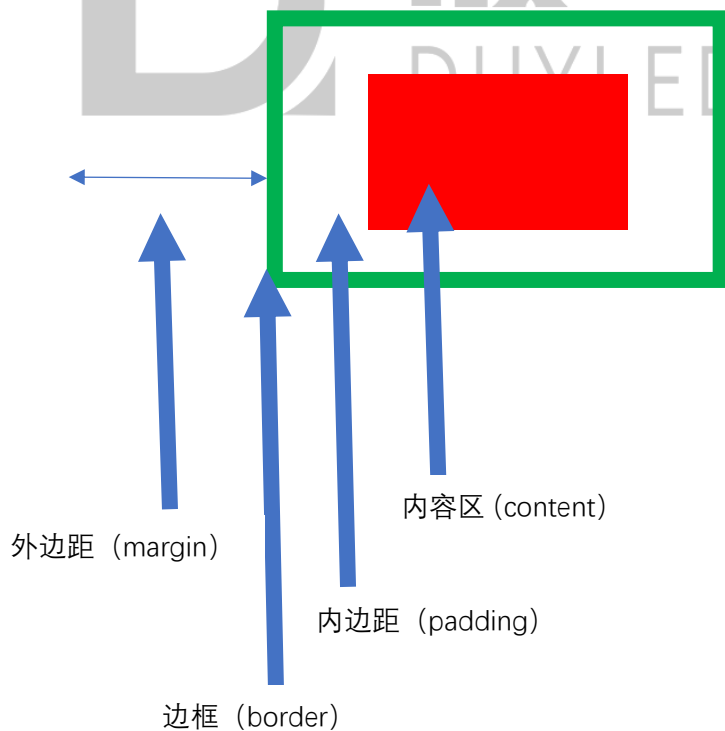 内容区 (content)
外边距（margin）
内边距（padding）
边框（border）